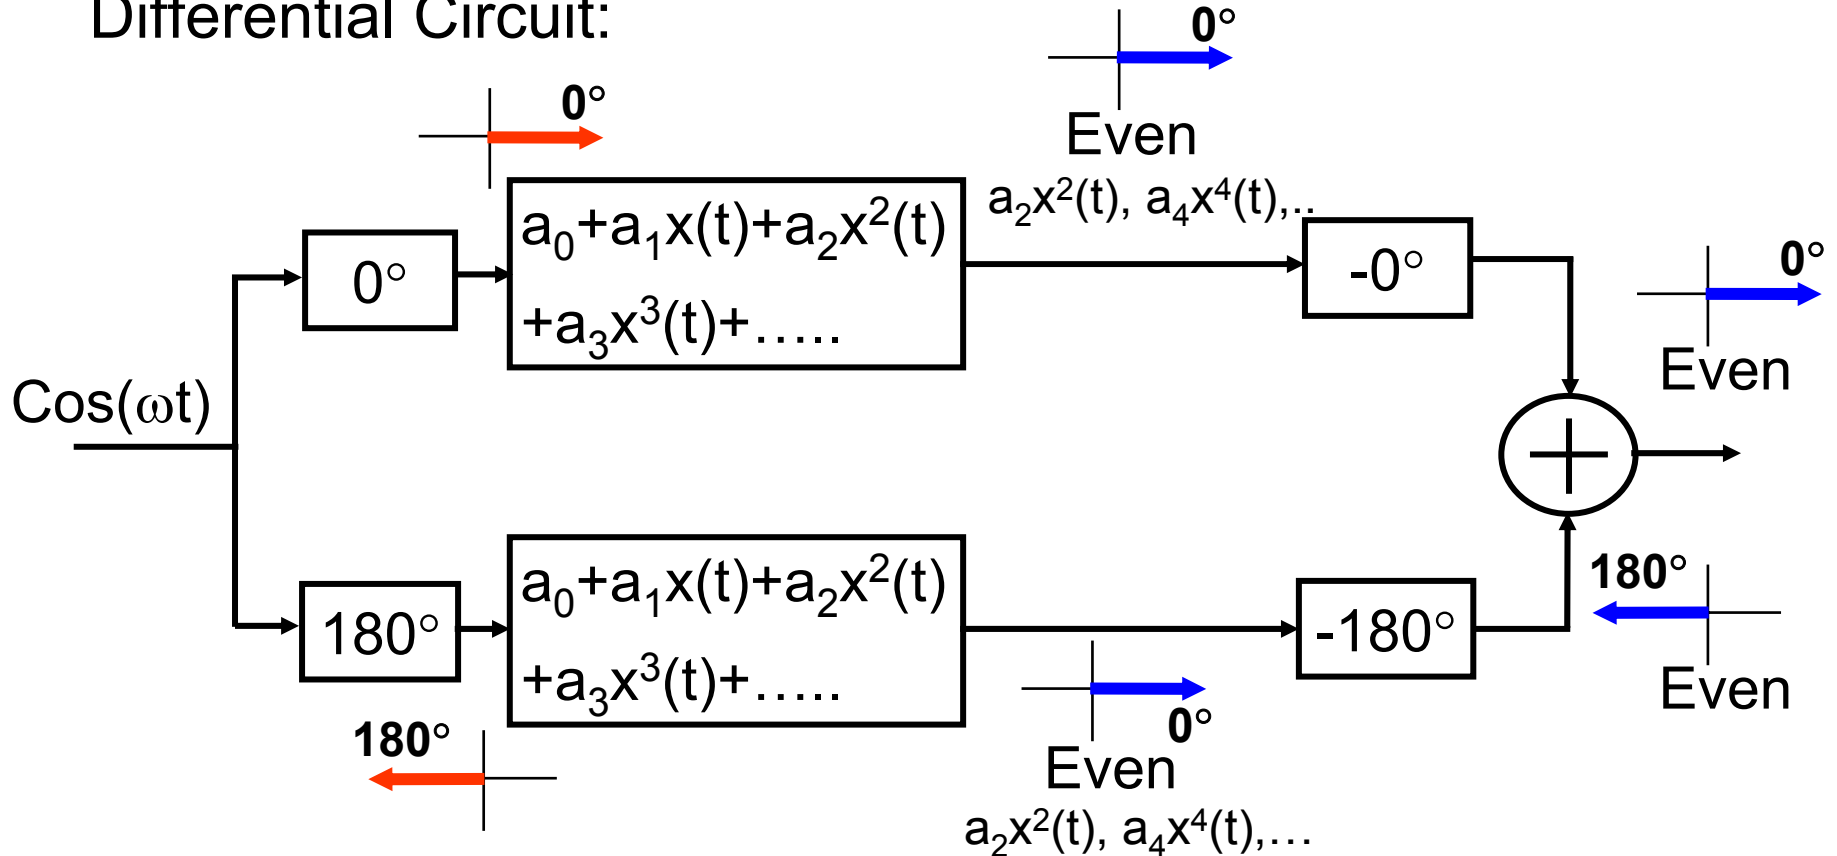 Differential Circuit:
0°
0°
Even
a₂x²(t), a₄x⁴(t),..
a₀+a₁x(t)+a₂x²(t)
+a₃x³(t)+.....
0°
-0°
0°
Even
Cos(ωt)
180°
a₀+a₁x(t)+a₂x²(t)
+a₃x³(t)+.....
-180°
180°
Even
180°
0°
Even
a₂x²(t), a₄x⁴(t),...